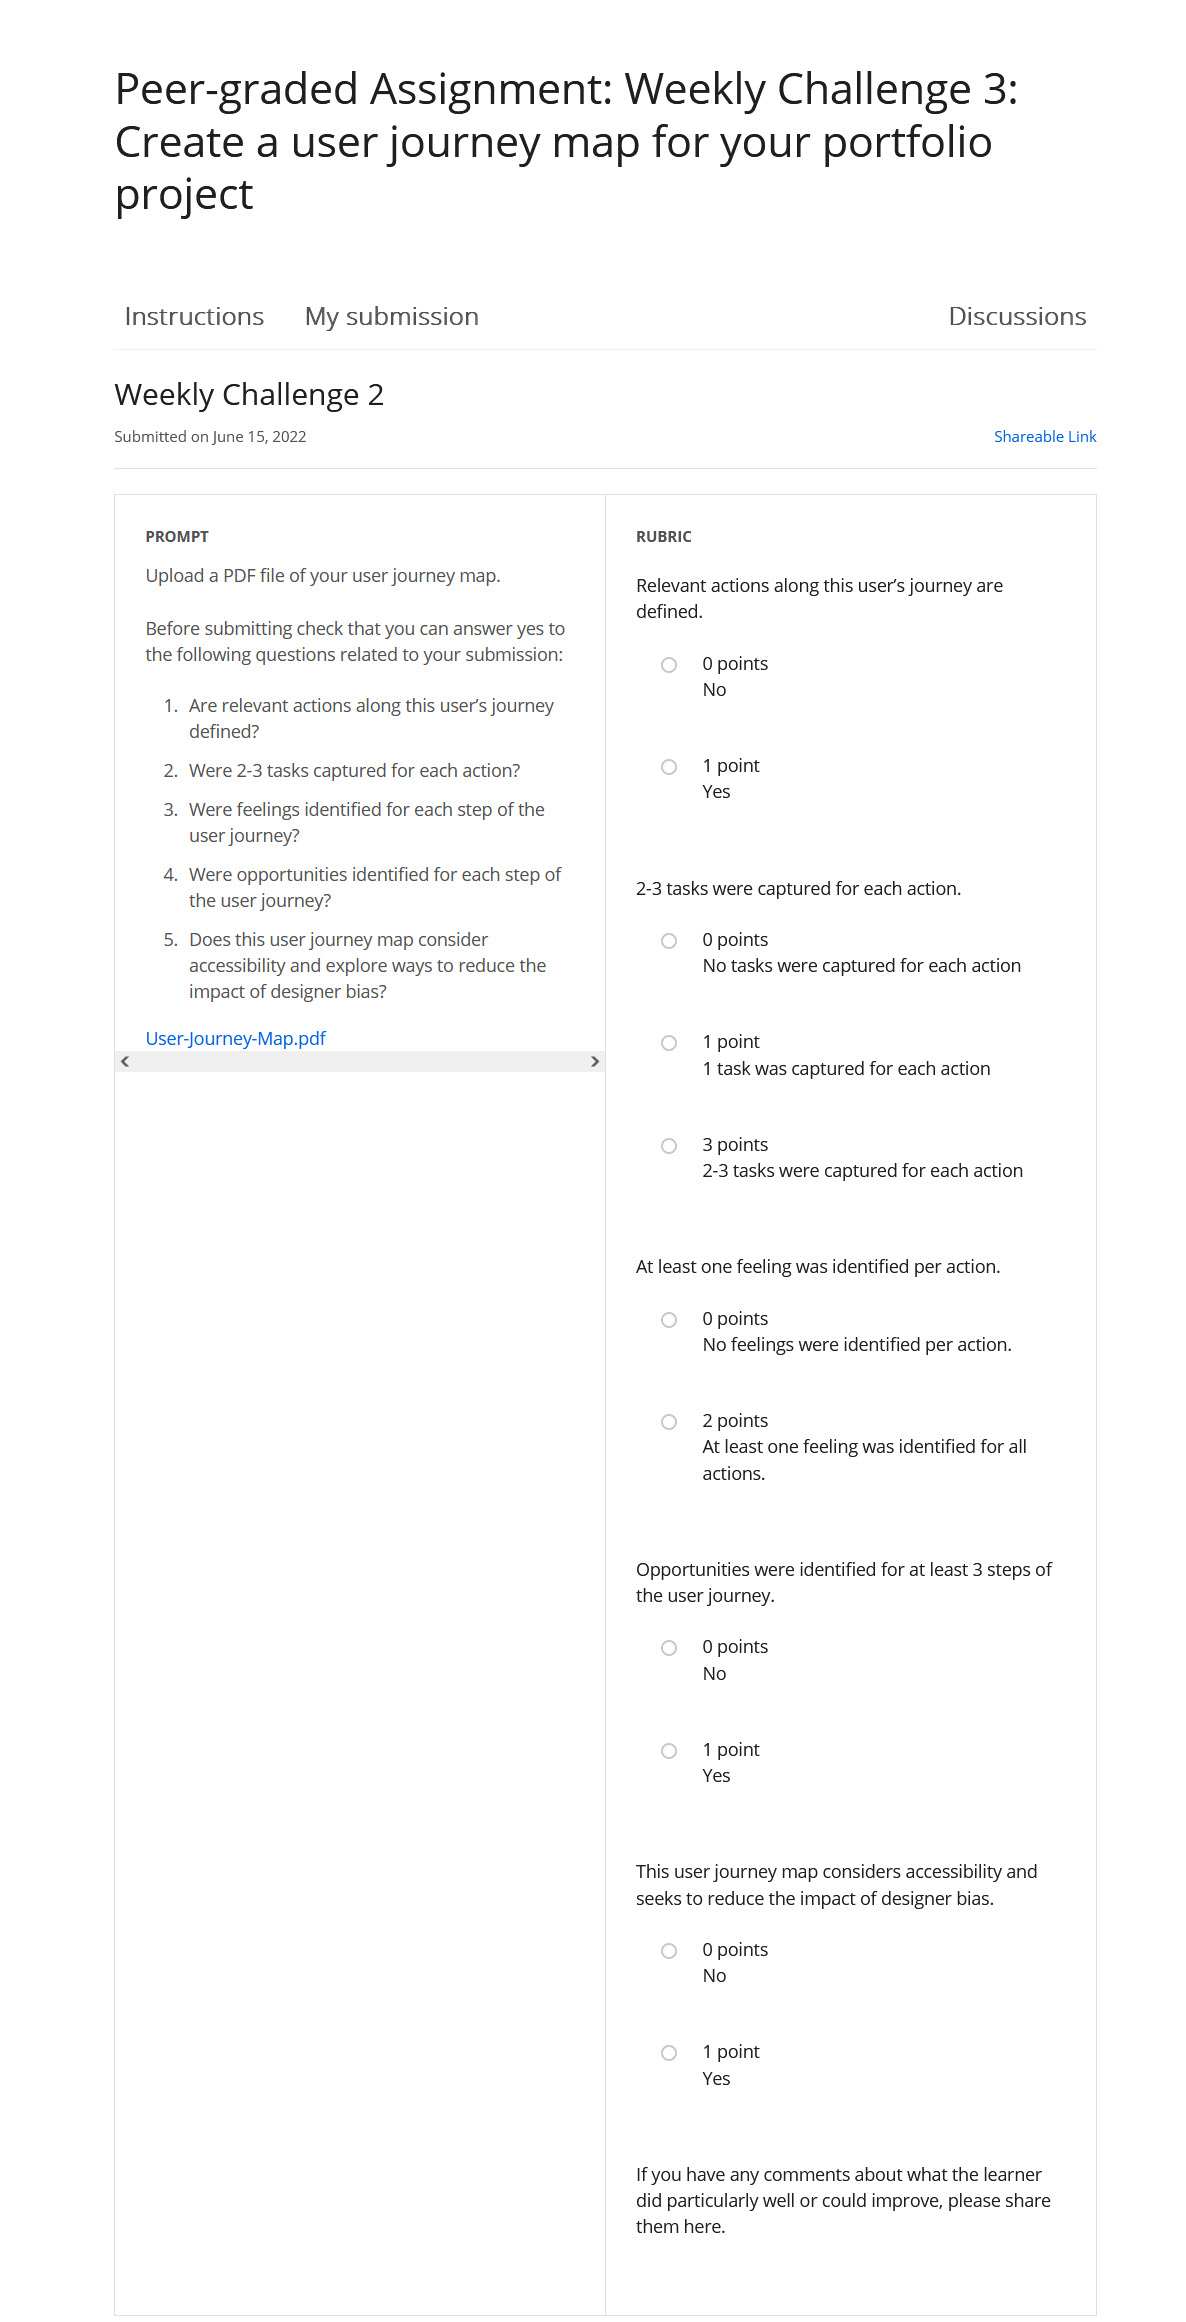 Peer-graded Assignment: Weekly Challenge 3:
Create a user journey map for your portfolio
project
Instructions My submission Discussions
Weekly Challenge 2
Submitted on June 15, 2022 Shareable Link
PROMPT
Upload a PDF file of your user journey map.
Before submitting check that you can answer yes to
the following questions related to your submission:
1. Are relevant actions along this user’s journey
defined?
2. Were 2-3 tasks captured for each action?
3. Were feelings identified for each step of the
user journey?
4. Were opportunities identified for each step of
the user journey?
5. Does this user journey map consider
accessibility and explore ways to reduce the
impact of designer bias?
User-Journey-Map.pdf
RUBRIC
Relevant actions along this user’s journey are
defined.
0 points
No
1 point
Yes
2-3 tasks were captured for each action.
0 points
No tasks were captured for each action
1 point
1 task was captured for each action
3 points
2-3 tasks were captured for each action
At least one feeling was identified per action.
0 points
No feelings were identified per action.
2 points
At least one feeling was identified for all
actions.
Opportunities were identified for at least 3 steps of
the user journey.
0 points
No
1 point
Yes
This user journey map considers accessibility and
seeks to reduce the impact of designer bias.
0 points
No
1 point
Yes
If you have any comments about what the learner
did particularly well or could improve, please share
them here.